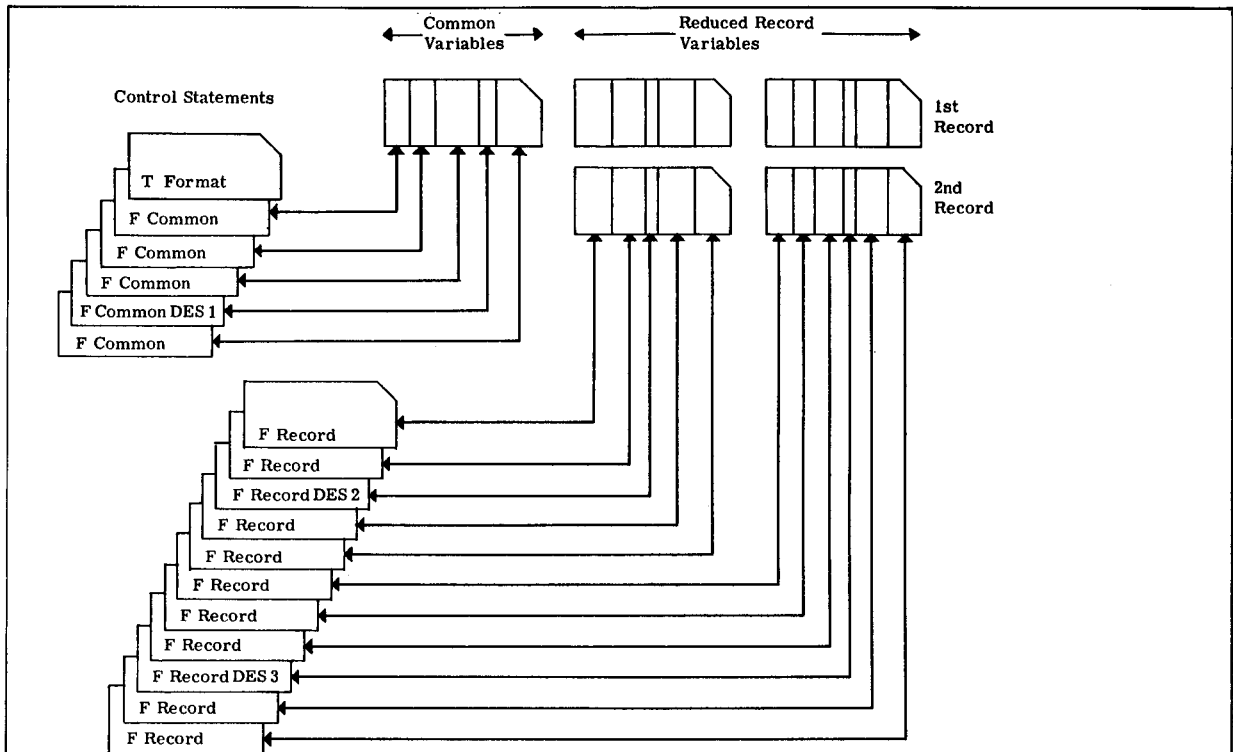 Common
Variables
Reduced Record
Variables
Control Statements
1st
Record
2nd
Record
T Format
F Common
F Common
F Common
F Common DES 1
F Common
F Record
F Record
F Record DES 2
F Record
F Record
F Record
F Record
F Record
F Record DES 3
F Record
F Record